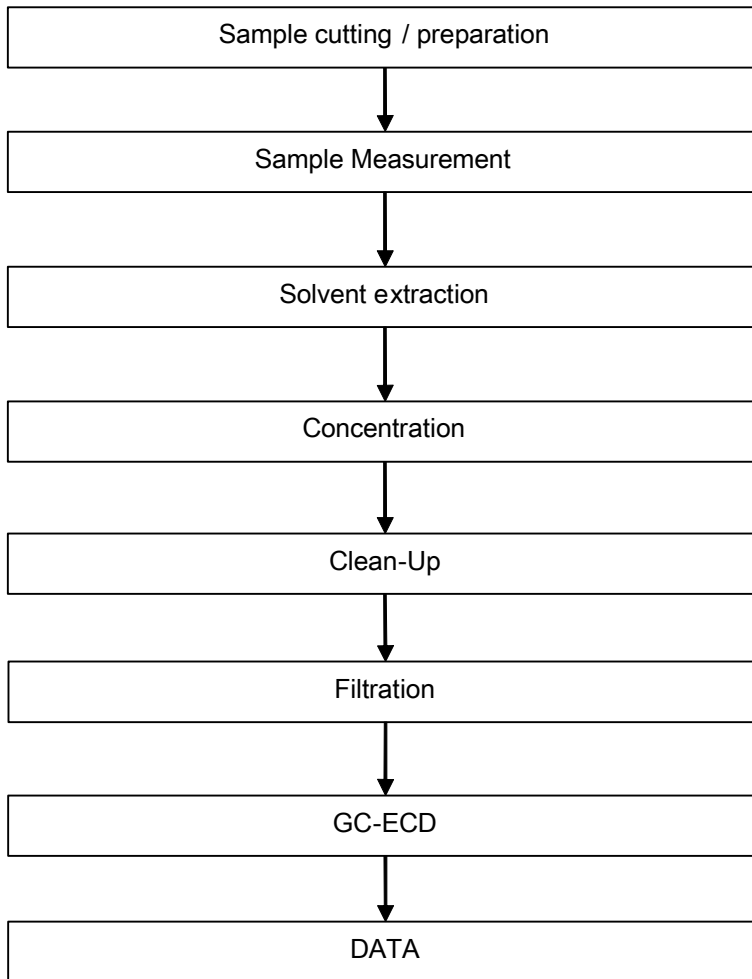 Sample cutting / preparation
Sample Measurement
Solvent extraction
Concentration
Clean-Up
Filtration
GC-ECD
DATA